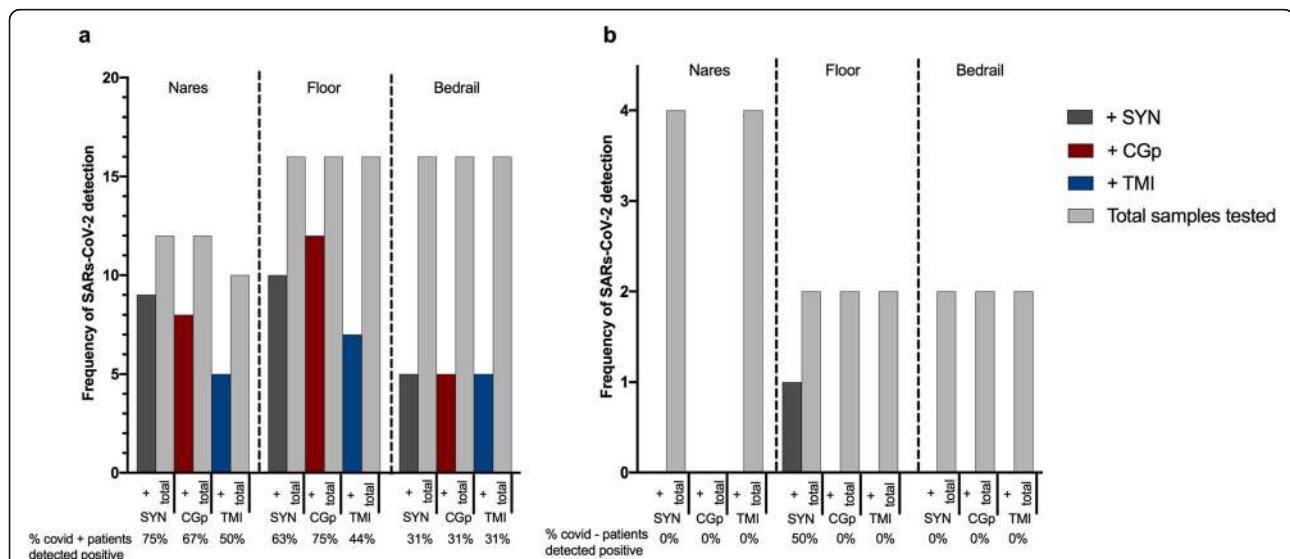 a
Nares Floor Bedrail
Frequency of SARs-CoV-2 detection
20
15
10
5
0
+ total + total + total + total + total + total + total + total + total
SYN CGp TMI SYN CGp TMI SYN CGp TMI
% covid + patients detected positive
75% 67% 50% 63% 75% 44% 31% 31% 31%
b
Nares Floor Bedrail
Frequency of SARs-CoV-2 detection
4
3
2
1
0
+ total + total + total + total + total + total + total + total + total
SYN CGp TMI SYN CGp TMI SYN CGp TMI
% covid - patients detected positive
0% 0% 0% 50% 0% 0% 0% 0% 0%
+ SYN
+ CGp
+ TMI
Total samples tested